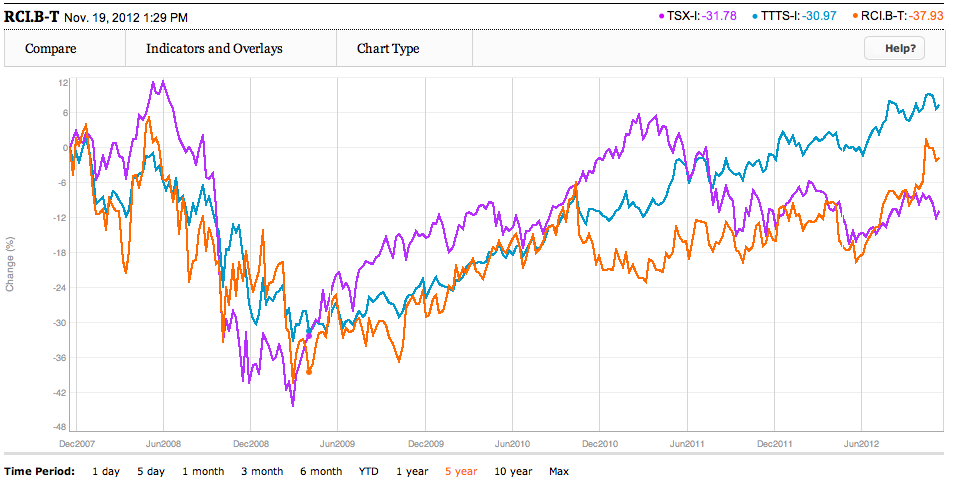 RCI.B-T Nov. 19, 2012 1:29 PM TSX-I:-31.78 TTTS-I:-30.97 RCI.B-T:-37.93
Compare Indicators and Overlays Chart Type Help?
12
6
0
-6
-12
-18
-24
-30
-36
-42
-48
Change (%)
Dec2007 Jun2008 Dec2008 Jun2009 Dec2009 Jun2010 Dec2010 Jun2011 Dec2011 Jun2012
Time Period: 1 day 5 day 1 month 3 month 6 month YTD 1 year 5 year 10 year Max